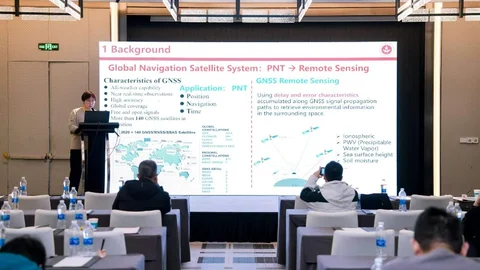 1 Background
Global Navigation Satellite System: PNT → Remote Sensing
Characteristics of GNSS
All-weather capability
Near real-time observations
High accuracy
Global coverage
Free and open signals
More than 140 GNSS satellites in
Application: PNT
• Position
• Navigation
• Time
GNSS Remote Sensing
Using delay and error characteristics
accumulated along GNSS signal propagation
paths to retrieve environmental information
in the surrounding space.
➤ Ionospheric
➤ PWV (Precipitable
Water Vapor)
➤ Sea surface height
➤ Soil moisture